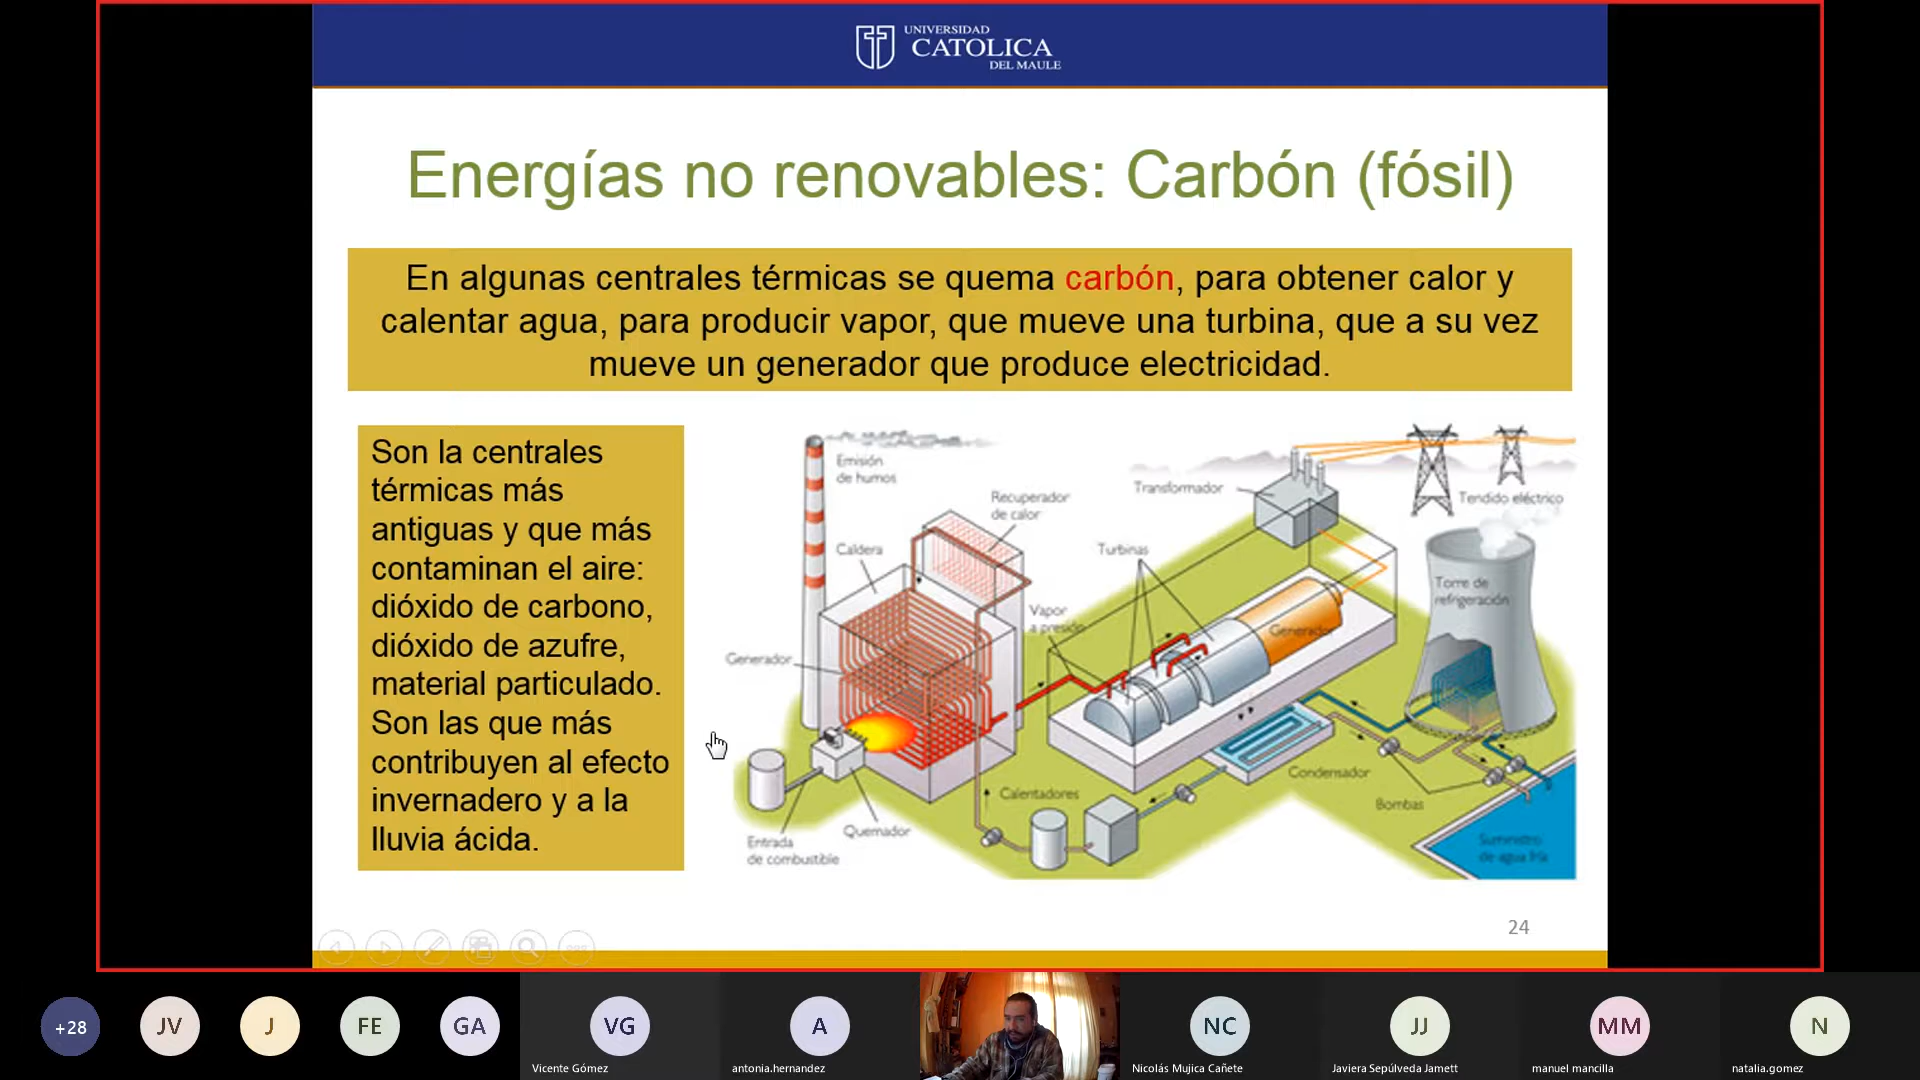 UNIVERSIDAD
CATOLICA
DEL MAULE
Energías no renovables: Carbón (fósil)
En algunas centrales térmicas se quema carbón, para obtener calor y
calentar agua, para producir vapor, que mueve una turbina, que a su vez
mueve un generador que produce electricidad.
Son la centrales
térmicas más
antiguas y que más
contaminan el aire:
dióxido de carbono,
dióxido de azufre,
material particulado.
Son las que más
contribuyen al efecto
invernadero y a la
lluvia ácida.
Emisión
de humos
Recuperador
de calor
Caldera
Generador
Vapor
a presión
Turbinas
Transformador
Tendido eléctrico
Torre de
refrigeración
Generador
Condensador
Bombas
Calentadores
Quemador
Entrada
de combustible
Suministro
de agua
24
+28
JV
J
FE
GA
VG
Vicente Gómez
A
antonia.hernandez
NC
Nicolás Mujica Cañete
JJ
Javiera Sepúlveda Jamett
MM
manuel mancilla
N
natalia.gomez